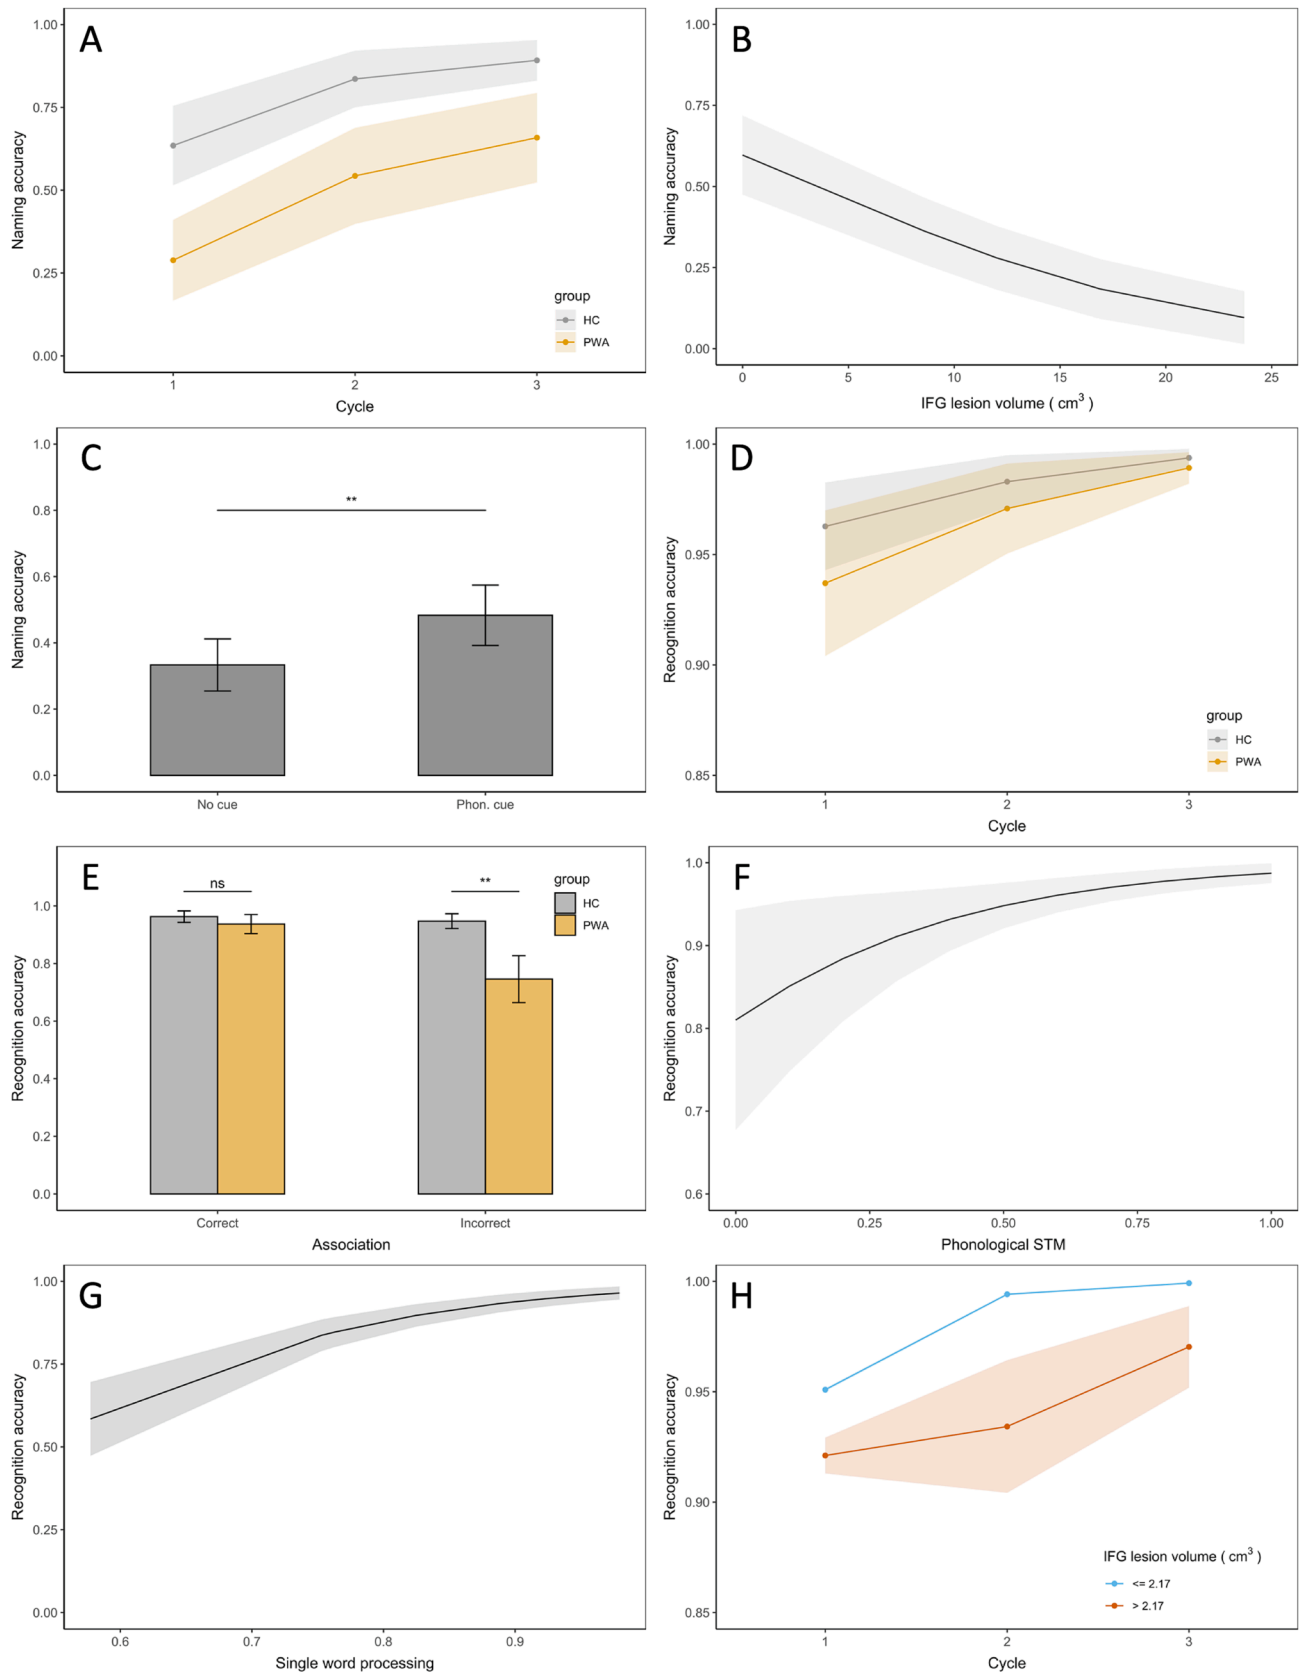 A
1.00
0.75
0.50
0.25
0.00
Naming accuracy
1
2
3
Cycle
group
HC
PWA
B
1.00
0.75
0.50
0.25
0.00
Naming accuracy
0
5
10
15
20
25
IFG lesion volume ( cm³ )
C
1.0
0.8
0.6
0.4
0.2
0.0
Naming accuracy
**
No cue
Phon. cue
D
1.00
0.95
0.90
0.85
Recognition accuracy
1
2
3
Cycle
group
HC
PWA
E
1.0
0.8
0.6
0.4
0.2
0.0
Recognition accuracy
ns
**
group
HC
PWA
Correct
Incorrect
Association
F
1.0
0.9
0.8
0.7
0.6
Recognition accuracy
0.00
0.25
0.50
0.75
1.00
Phonological STM
G
1.00
0.75
0.50
0.25
0.00
Recognition accuracy
0.6
0.7
0.8
0.9
Single word processing
H
1.00
0.95
0.90
0.85
Recognition accuracy
1
2
3
Cycle
IFG lesion volume ( cm³ )
<= 2.17
> 2.17